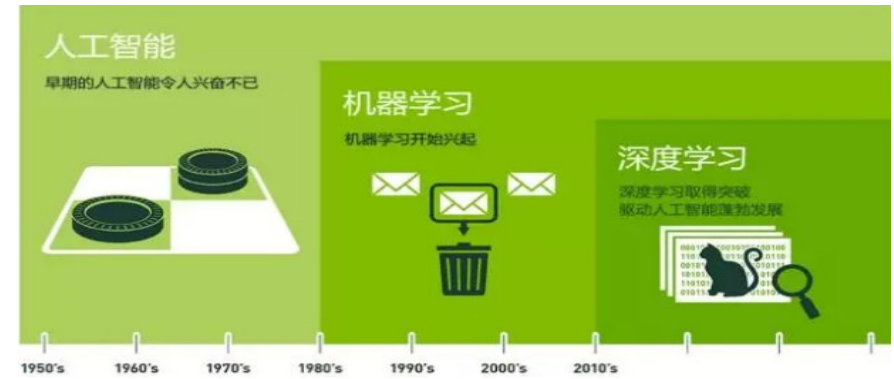 人工智能
早期的人工智能令人兴奋不已
机器学习
机器学习开始兴起
深度学习
深度学习取得突破
驱动人工智能蓬勃发展
1950's 1960's 1970's 1980's 1990's 2000's 2010's